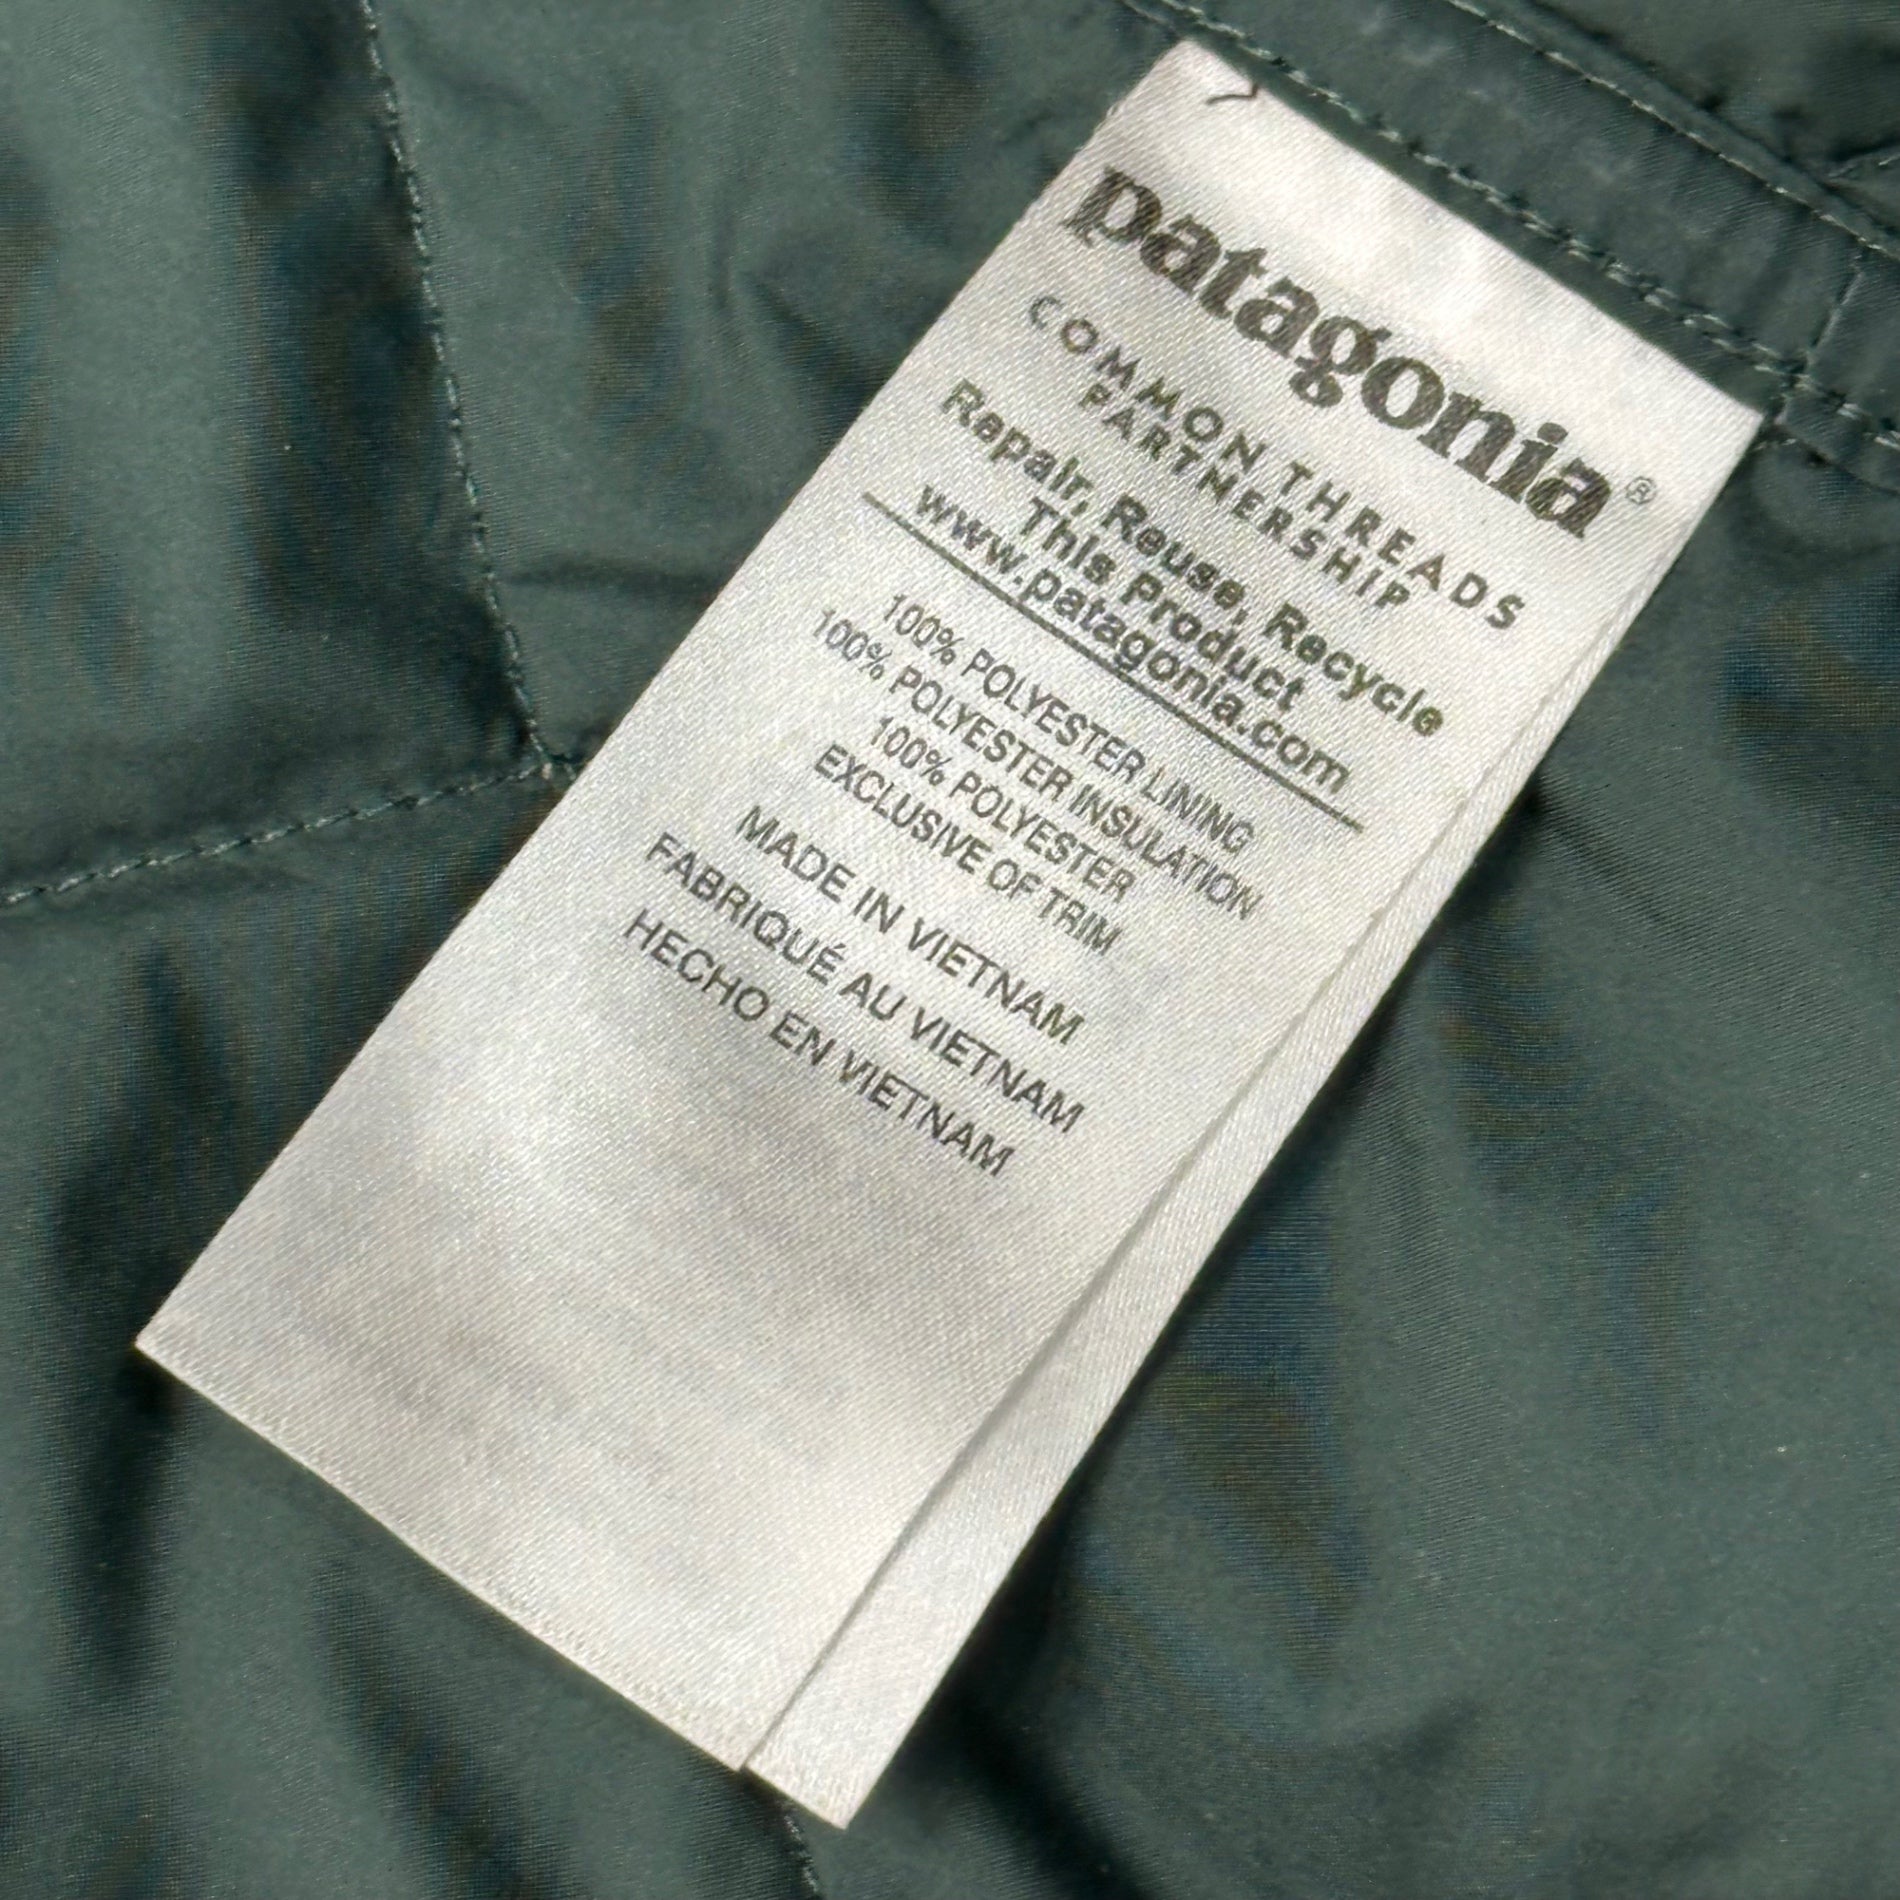 patagonia®
COMMON THREADS
PARTNERSHIP
Repair, Reuse, Recycle
This Product
www.patagonia.com
100% POLYESTER LINING
100% POLYESTER INSULATION
100% POLYESTER
EXCLUSIVE OF TRIM
MADE IN VIETNAM
FABRIQUÉ AU VIETNAM
HECHO EN VIETNAM